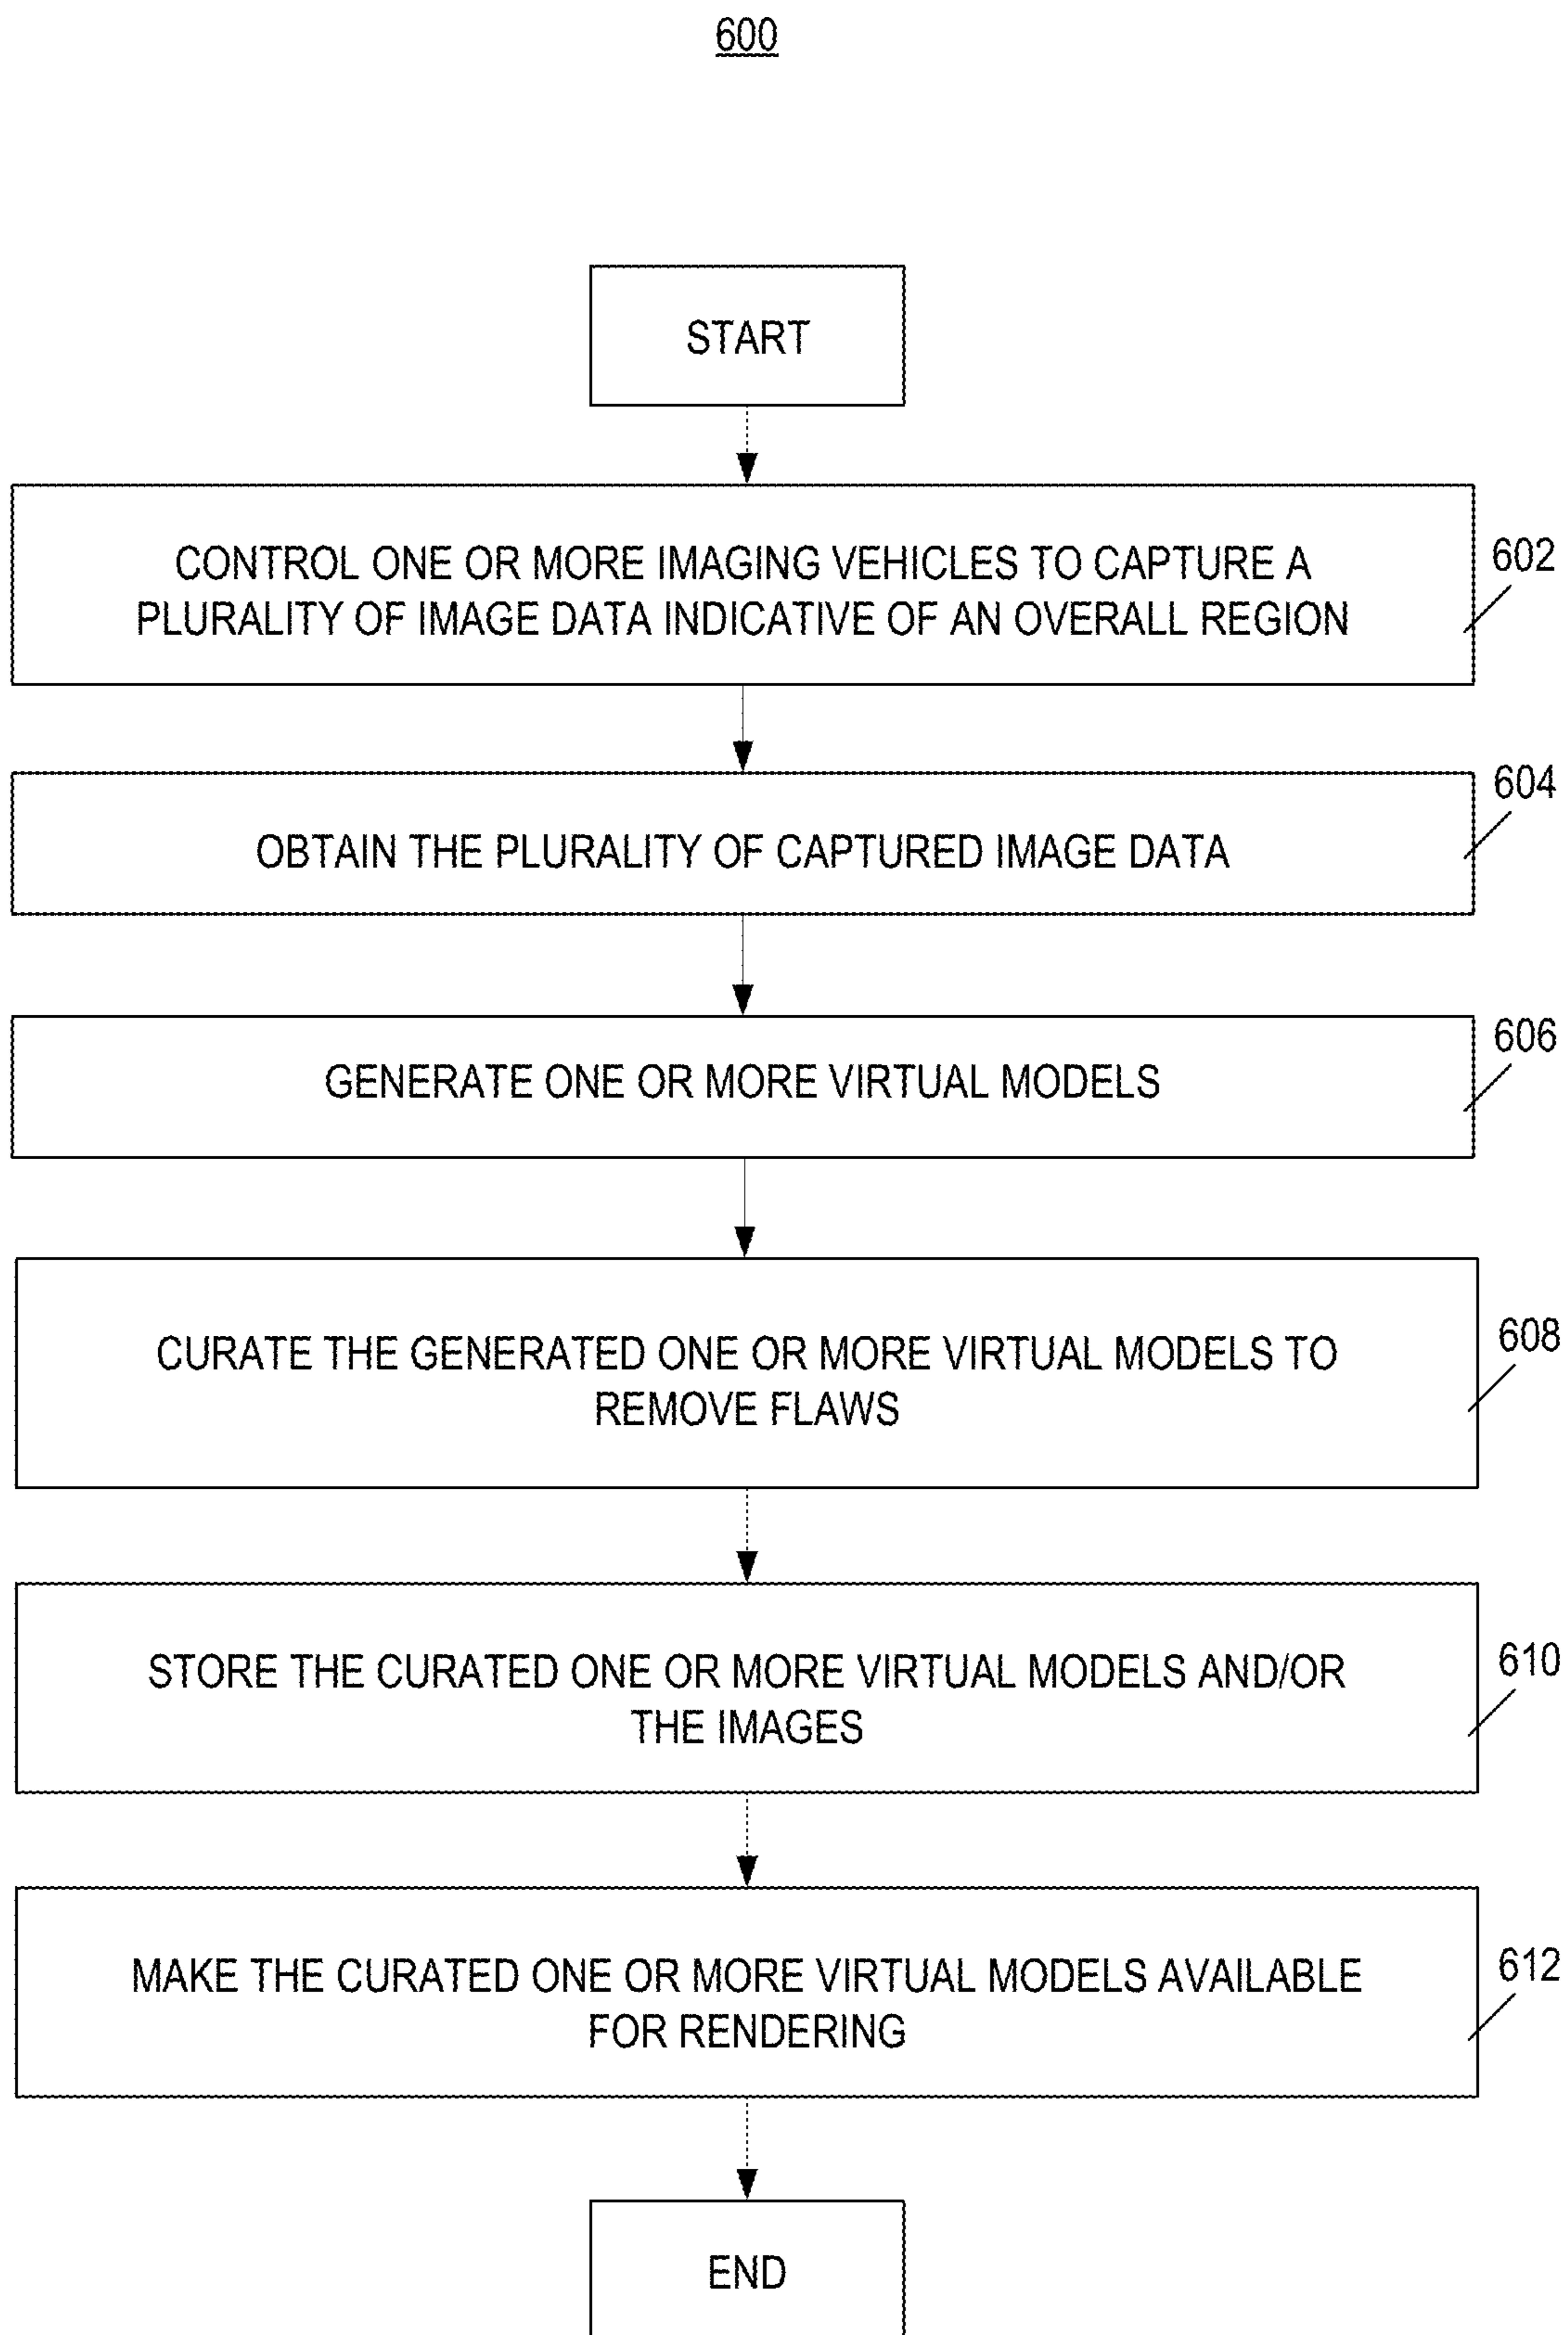 600
START
CONTROL ONE OR MORE IMAGING VEHICLES TO CAPTURE A
PLURALITY OF IMAGE DATA INDICATIVE OF AN OVERALL REGION
602
OBTAIN THE PLURALITY OF CAPTURED IMAGE DATA
604
GENERATE ONE OR MORE VIRTUAL MODELS
606
CURATE THE GENERATED ONE OR MORE VIRTUAL MODELS TO
REMOVE FLAWS
608
STORE THE CURATED ONE OR MORE VIRTUAL MODELS AND/OR
THE IMAGES
610
MAKE THE CURATED ONE OR MORE VIRTUAL MODELS AVAILABLE
FOR RENDERING
612
END